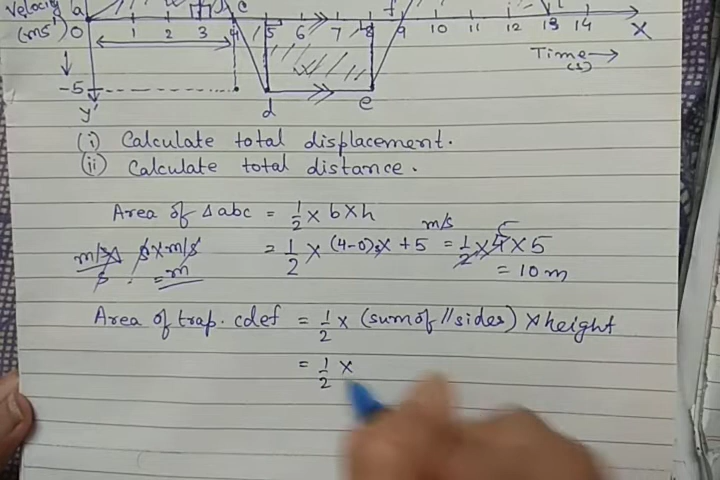 Velocity a c f
(ms⁻¹) 0 1 2 3 4 5 6 7 8 9 10 11 12 13 14 X
Time →
(s)
-5
y' d e
(i) Calculate total displacement.
(ii) Calculate total distance.
Area of Δabc = 1/2 × b × h
= 1/2 × (4-0)s × +5 m/s = 1/2 × 4 × 5
= 10 m
s × m/s
= m
Area of trap. cdef = 1/2 × (sum of // sides) × height
= 1/2 ×